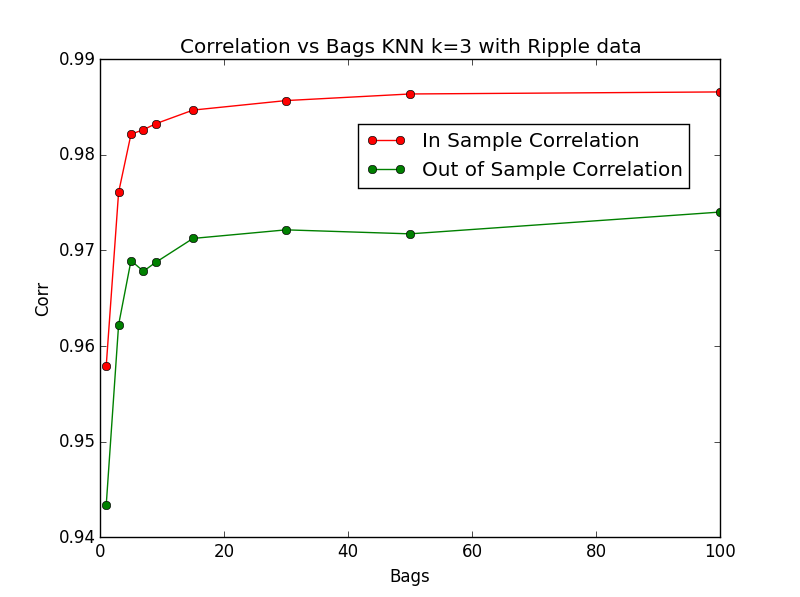 Correlation vs Bags KNN k=3 with Ripple data
0.99
0.98
0.97
0.96
0.95
0.94
Corr
In Sample Correlation
Out of Sample Correlation
0 20 40 60 80 100
Bags